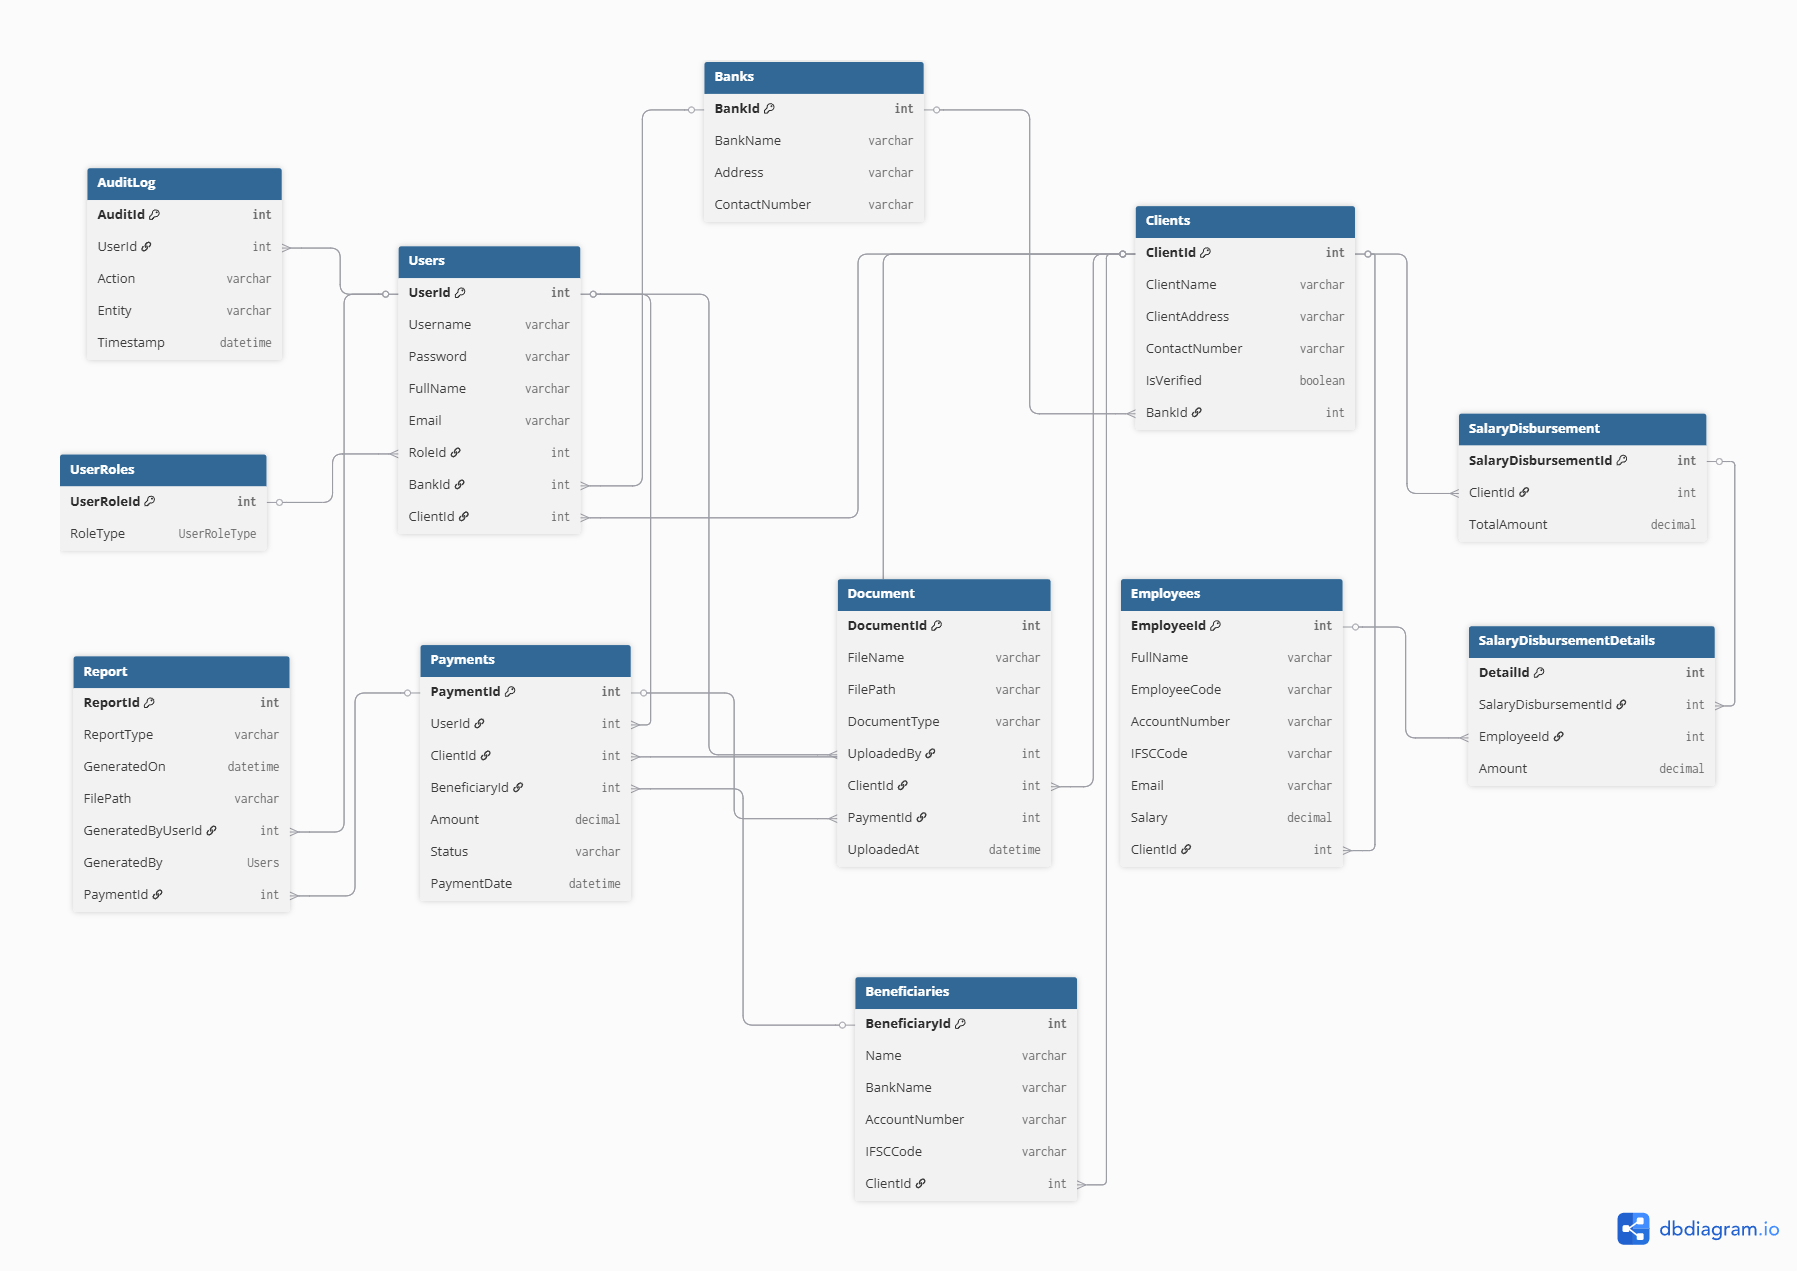 Banks
BankId int
BankName varchar
Address varchar
ContactNumber varchar
AuditLog
AuditId int
UserId int
Action varchar
Entity varchar
Timestamp datetime
Users
UserId int
Username varchar
Password varchar
FullName varchar
Email varchar
RoleId int
BankId int
ClientId int
Clients
ClientId int
ClientName varchar
ClientAddress varchar
ContactNumber varchar
IsVerified boolean
BankId int
UserRoles
UserRoleId int
RoleType UserRoleType
SalaryDisbursement
SalaryDisbursementId int
ClientId int
TotalAmount decimal
Report
ReportId int
ReportType varchar
GeneratedOn datetime
FilePath varchar
GeneratedByUserId int
GeneratedBy Users
PaymentId int
Payments
PaymentId int
UserId int
ClientId int
BeneficiaryId int
Amount decimal
Status varchar
PaymentDate datetime
Document
DocumentId int
FileName varchar
FilePath varchar
DocumentType varchar
UploadedBy int
ClientId int
PaymentId int
UploadedAt datetime
Employees
EmployeeId int
FullName varchar
EmployeeCode varchar
AccountNumber varchar
IFSCCode varchar
Email varchar
Salary decimal
ClientId int
SalaryDisbursementDetails
DetailId int
SalaryDisbursementId int
EmployeeId int
Amount decimal
Beneficiaries
BeneficiaryId int
Name varchar
BankName varchar
AccountNumber varchar
IFSCCode varchar
ClientId int
dbdiagram.io